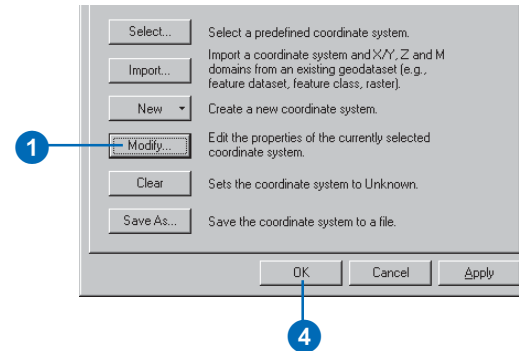 Select...
Select a predefined coordinate system.
Import...
Import a coordinate system and X/Y, Z and M
domains from an existing geodataset (e.g.,
feature dataset, feature class, raster).
New
Create a new coordinate system.
1
Modify...
Edit the properties of the currently selected
coordinate system.
Clear
Sets the coordinate system to Unknown.
Save As...
Save the coordinate system to a file.
OK
Cancel
Apply
4